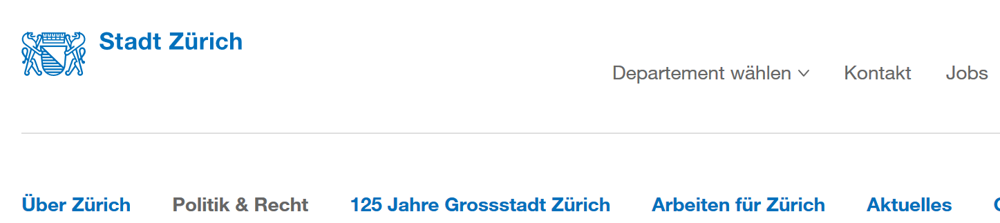 Stadt Zürich
Departement wählen Kontakt Jobs
Über Zürich Politik & Recht 125 Jahre Grossstadt Zürich Arbeiten für Zürich Aktuelles